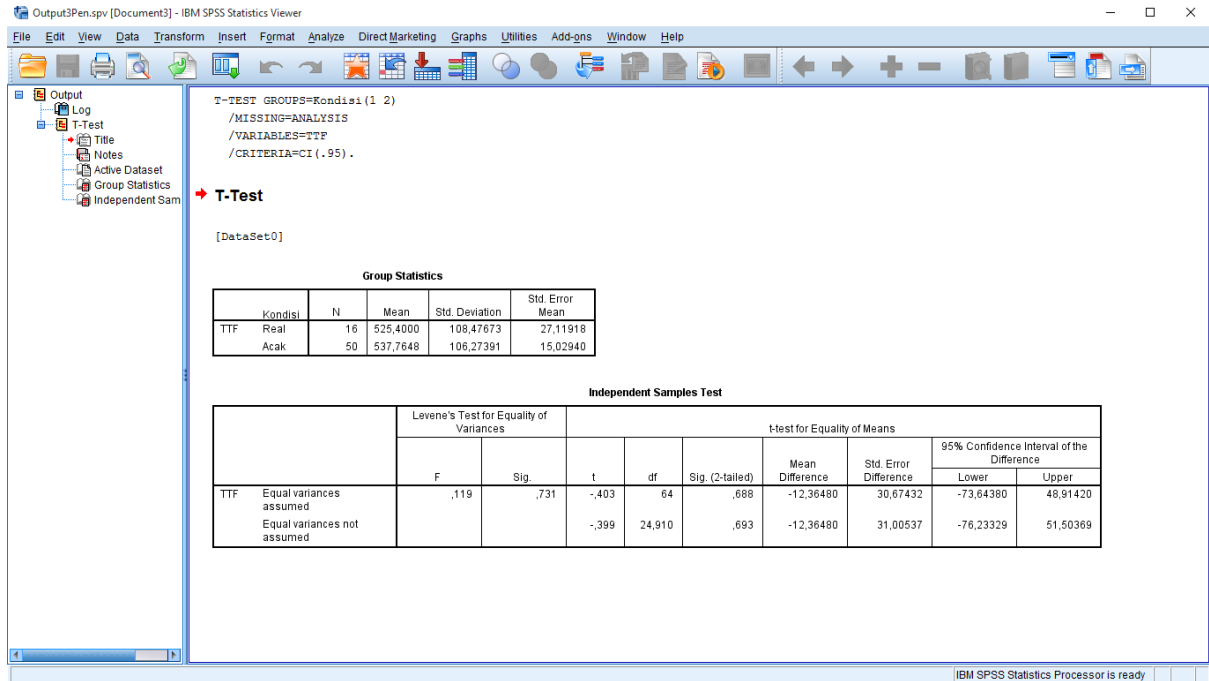 Output3Pen.spv [Document3] - IBM SPSS Statistics Viewer
File Edit View Data Transform Insert Format Analyze Direct Marketing Graphs Utilities Add-ons Window Help
Output
Log
T-Test
Title
Notes
Active Dataset
Group Statistics
Independent Sam
T-TEST GROUPS=Kondisi(1 2)
/MISSING=ANALYSIS
/VARIABLES=TTF
/CRITERIA=CI(.95).
T-Test
[DataSet0]
Group Statistics
Kondisi N Mean Std. Deviation Std. Error Mean
TTF Real 16 525,4000 108,47673 27,11918
Acak 50 537,7648 106,27391 15,02940
Independent Samples Test
Levene's Test for Equality of Variances t-test for Equality of Means
95% Confidence Interval of the Difference
F Sig. t df Sig. (2-tailed) Mean Difference Std. Error Difference Lower Upper
TTF Equal variances assumed ,119 ,731 -,403 64 ,688 -12,36480 30,67432 -73,64380 48,91420
Equal variances not assumed -,399 24,910 ,693 -12,36480 31,00537 -76,23329 51,50369
IBM SPSS Statistics Processor is ready